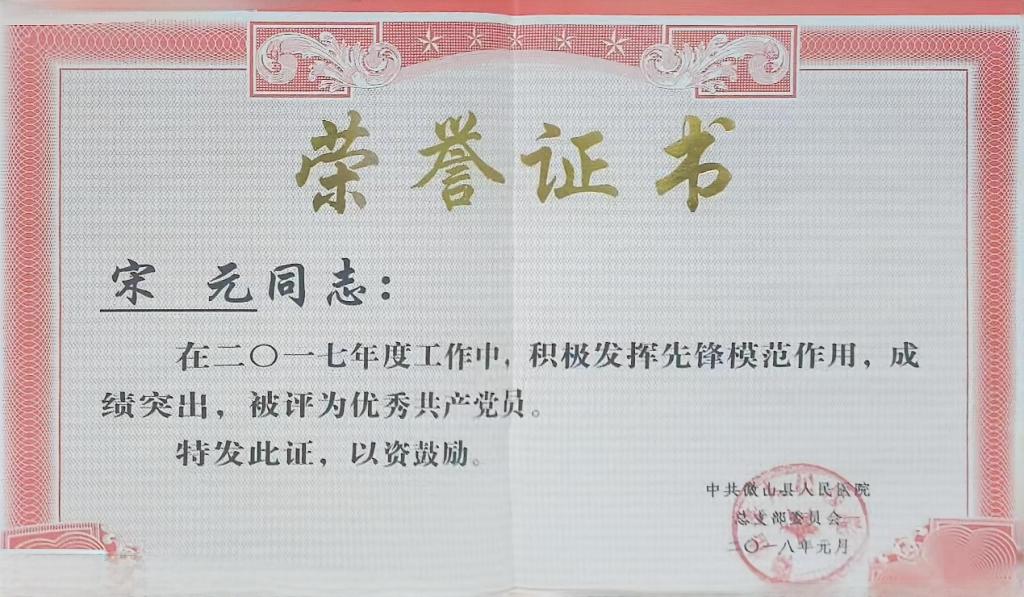 荣誉证书
宋 元同志：
在二〇一七年度工作中，积极发挥先锋模范作用，成
绩突出，被评为优秀共产党员。
特发此证，以资鼓励。
中共微山县人民医院
总支部委员会
二〇一八年元月